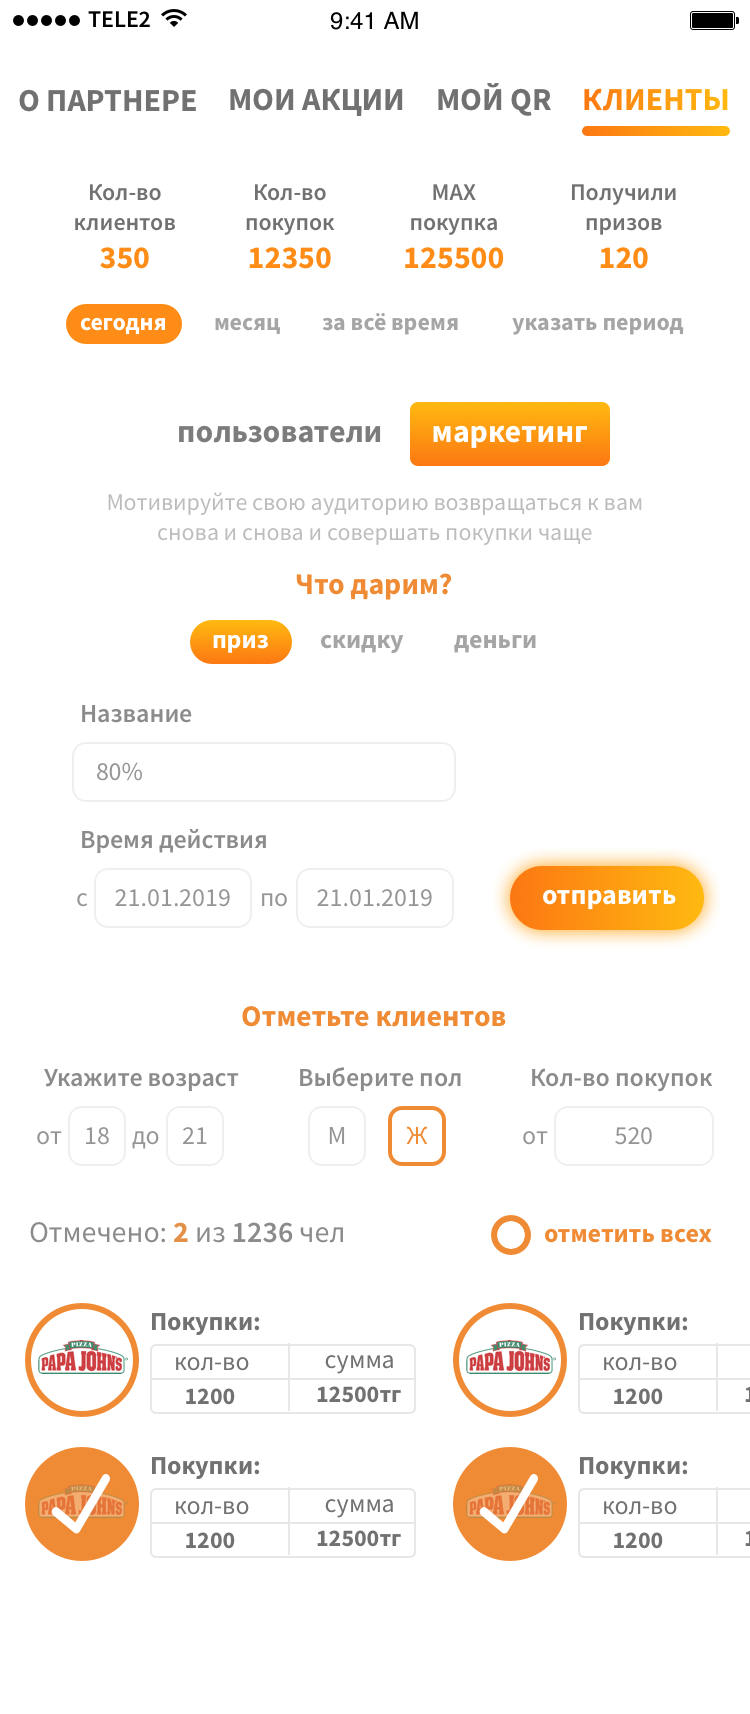 TELE2 9:41 AM
О ПАРТНЕРЕ МОИ АКЦИИ МОЙ QR КЛИЕНТЫ
Кол-во клиентов 350
Кол-во покупок 12350
MAX покупка 125500
Получили призов 120
сегодня месяц за всё время указать период
пользователи маркетинг
Мотивируйте свою аудиторию возвращаться к вам
снова и снова и совершать покупки чаще
Что дарим?
приз скидку деньги
Название
80%
Время действия
с 21.01.2019 по 21.01.2019 отправить
Отметьте клиентов
Укажите возраст Выберите пол Кол-во покупок
от 18 до 21 М Ж от 520
Отмечено: 2 из 1236 чел отметить всех
PIZZA
PAPA JOHNS
Покупки:
кол-во сумма
1200 12500тг
PIZZA
PAPA JOHNS
Покупки:
кол-во
1200
PIZZA
PAPA JOHNS
Покупки:
кол-во сумма
1200 12500тг
PIZZA
PAPA JOHNS
Покупки:
кол-во
1200